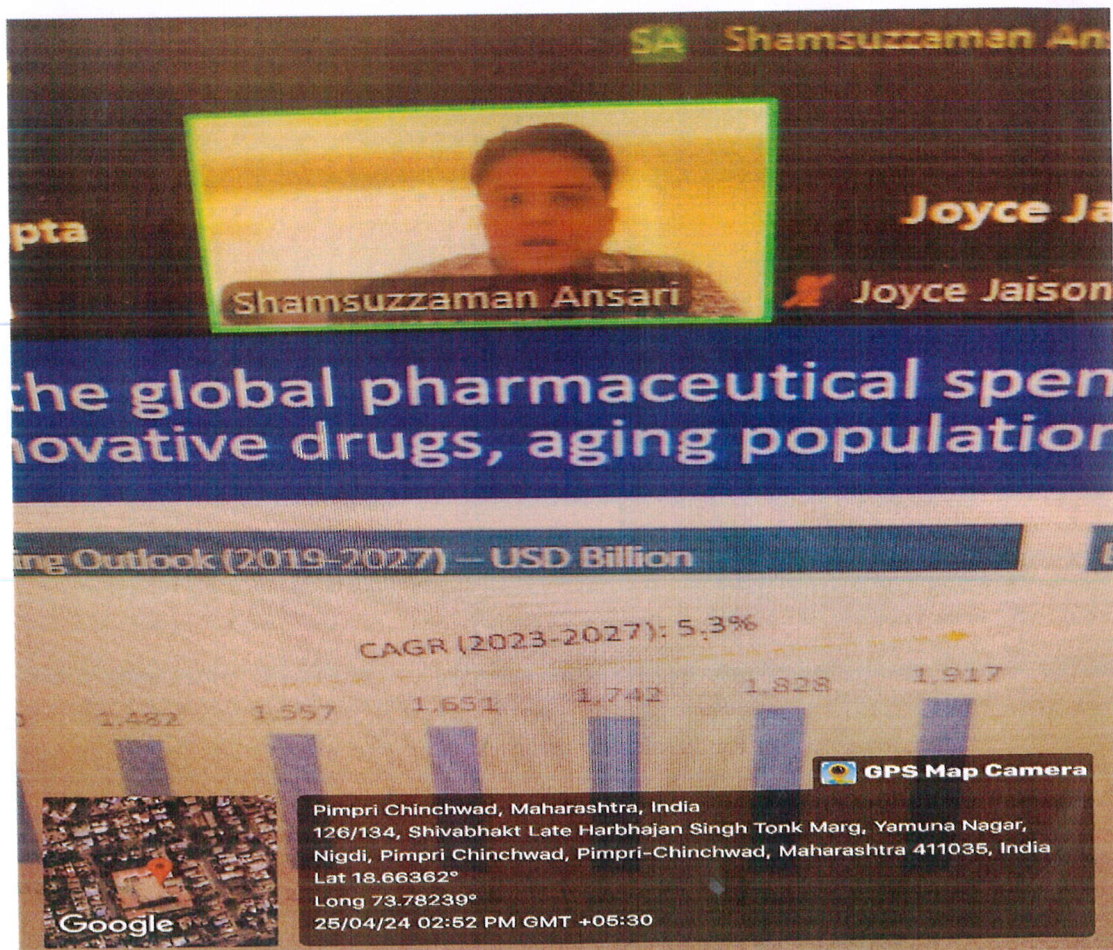 SA Shamsuzzaman An
pta
Shamsuzzaman Ansari
Joyce Ja
Joyce Jaison
the global pharmaceutical spen
novative drugs, aging population
ing Outlook (2019-2027) – USD Billion
CAGR (2023-2027): 5.3%
1,482 1,557 1,651 1,742 1,828 1,917
GPS Map Camera
Pimpri Chinchwad, Maharashtra, India
126/134, Shivabhakt Late Harbhajan Singh Tonk Marg, Yamuna Nagar,
Nigdi, Pimpri Chinchwad, Pimpri-Chinchwad, Maharashtra 411035, India
Lat 18.66362°
Long 73.78239°
25/04/24 02:52 PM GMT +05:30
Google